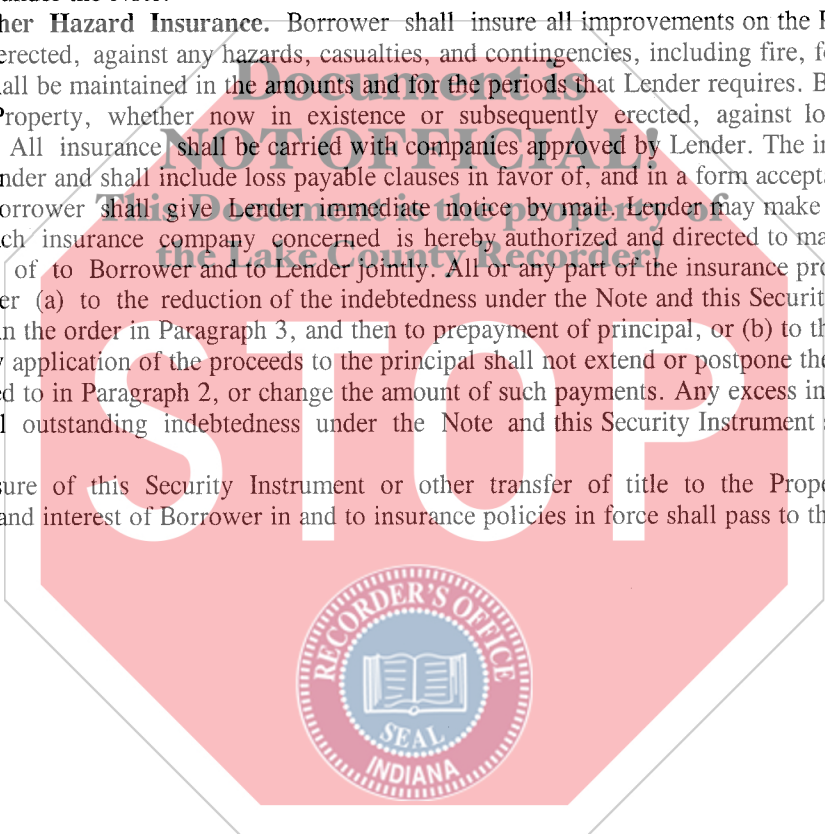 her Hazard Insurance. Borrower shall insure all improvements on the
erected, against any hazards, casualties, and contingencies, including fire,
all be maintained in the amounts and for the periods that Lender requires. B
Property, whether now in existence or subsequently erected, against lo
All insurance shall be carried with companies approved by Lender. The in
nder and shall include loss payable clauses in favor of, and in a form accept
orrower shall give Lender immediate notice by mail. Lender may make
ch insurance company concerned is hereby authorized and directed to ma
of to Borrower and to Lender jointly. All or any part of the insurance pro
er (a) to the reduction of the indebtedness under the Note and this Securit
in the order in Paragraph 3, and then to prepayment of principal, or (b) to th
application of the proceeds to the principal shall not extend or postpone the
ed to in Paragraph 2, or change the amount of such payments. Any excess in
l outstanding indebtedness under the Note and this Security Instrument
sure of this Security Instrument or other transfer of title to the Prope
and interest of Borrower in and to insurance policies in force shall pass to th
Document is
NOT OFFICIAL!
This Document is the property of
the Lake County Recorder!
STOP
RECORDER'S OFFICE
SEAL
INDIANA